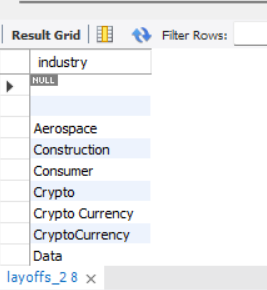 Result Grid Filter Rows:
industry
NULL
Aerospace
Construction
Consumer
Crypto
Crypto Currency
CryptoCurrency
Data
layoffs_2 8 ×